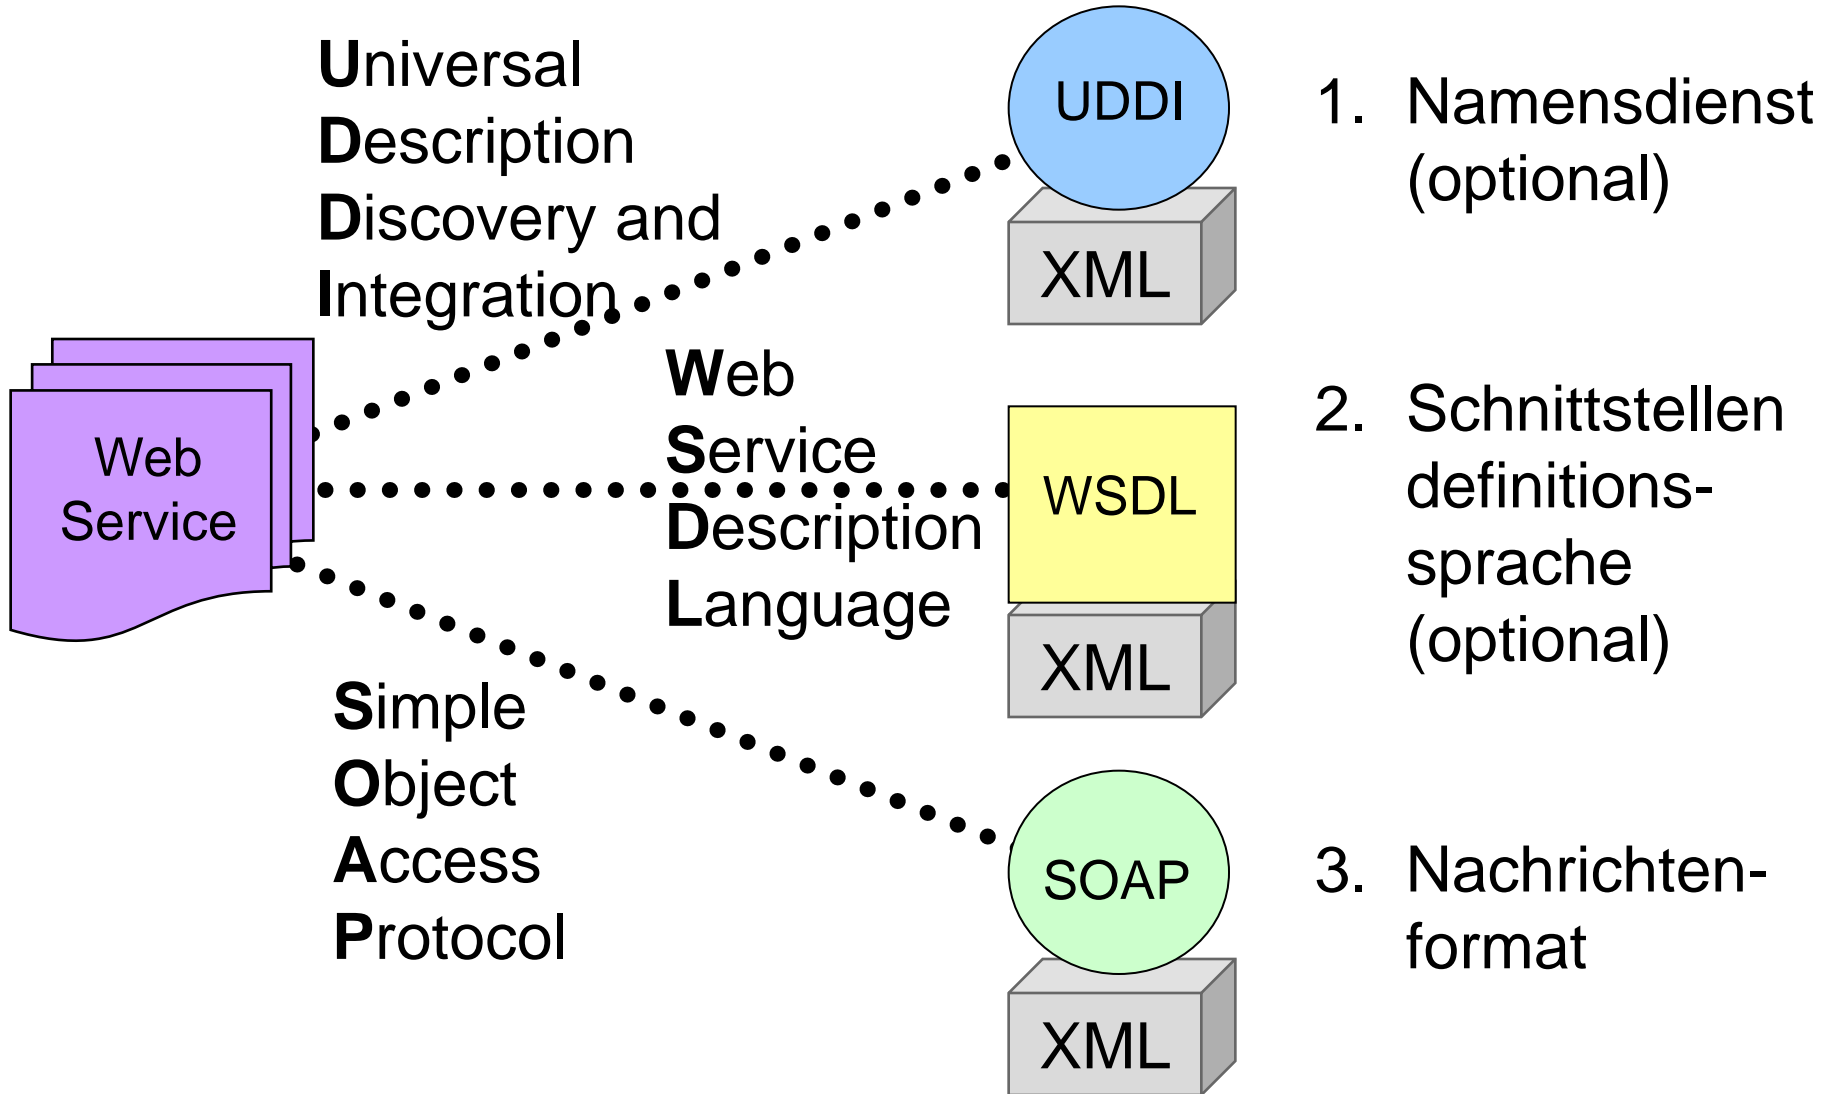 Universal
Description
Discovery and
Integration
UDDI
XML
1. Namensdienst
(optional)
Web
Service
Web
Service
Description
Language
WSDL
XML
2. Schnittstellen
definitions-
sprache
(optional)
Simple
Object
Access
Protocol
SOAP
XML
3. Nachrichten-
format